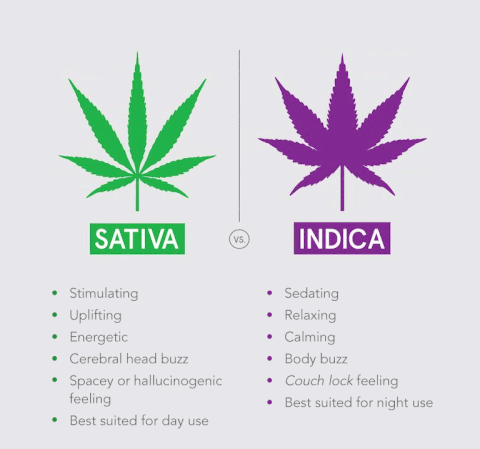 SATIVA
vs.
INDICA
Stimulating
Uplifting
Energetic
Cerebral head buzz
Spacey or hallucinogenic
feeling
Best suited for day use
Sedating
Relaxing
Calming
Body buzz
Couch lock feeling
Best suited for night use